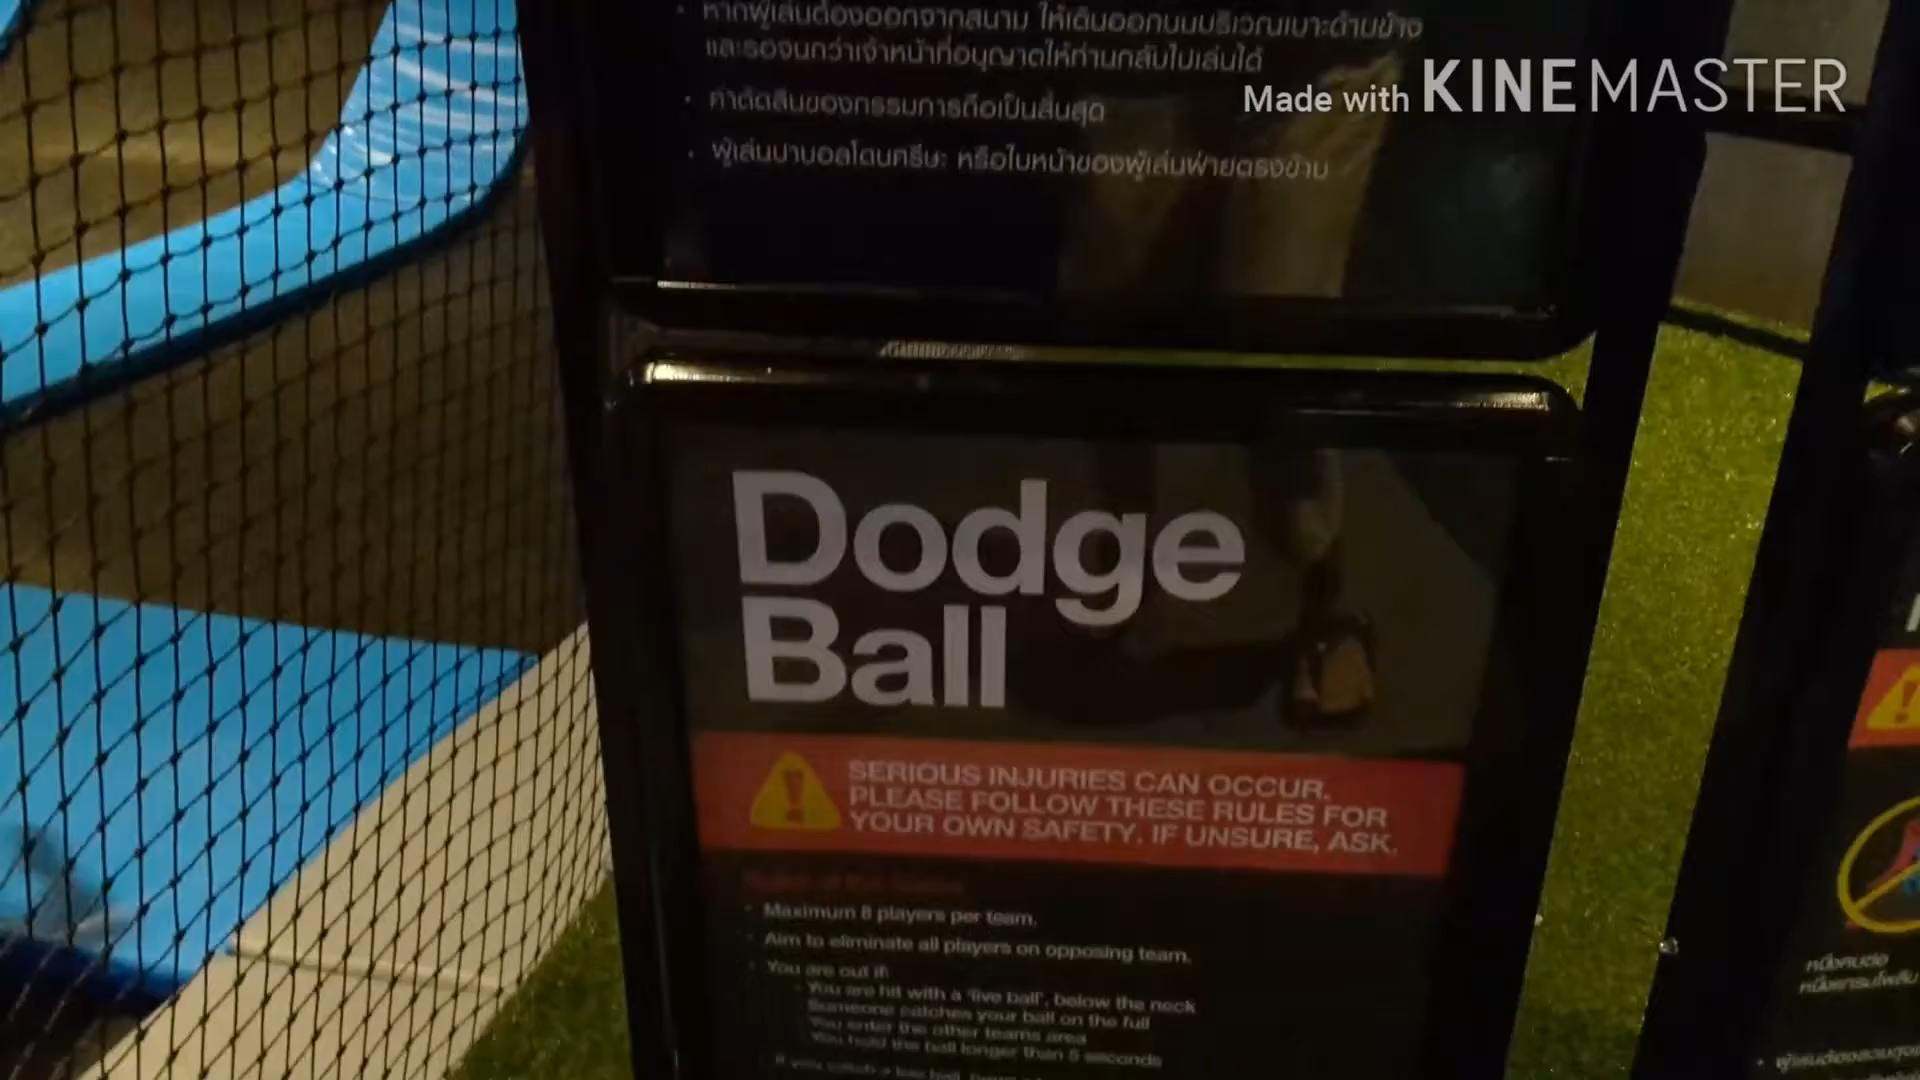 หากผู้เล่นต้องออกจากสนาม ให้เดินออกบนบริเวณเบาะด้านข้าง
และรอจนกว่าเจ้าหน้าที่อนุญาตให้ท่านกลับไปเล่นได้
คำตัดสินของกรรมการถือเป็นสิ้นสุด
ผู้เล่นปาบอลโดนศรีษะ หรือใบหน้าของผู้เล่นฝ่ายตรงข้าม
Made with KINEMASTER
Dodge
Ball
SERIOUS INJURIES CAN OCCUR.
PLEASE FOLLOW THESE RULES FOR
YOUR OWN SAFETY. IF UNSURE, ASK.
Maximum 8 players per team.
Aim to eliminate all players on opposing team.
You are out if:
You are hit with a 'live ball', below the neck
Someone catches your ball on the full
You enter the other teams area
You hold the ball longer than 5 seconds